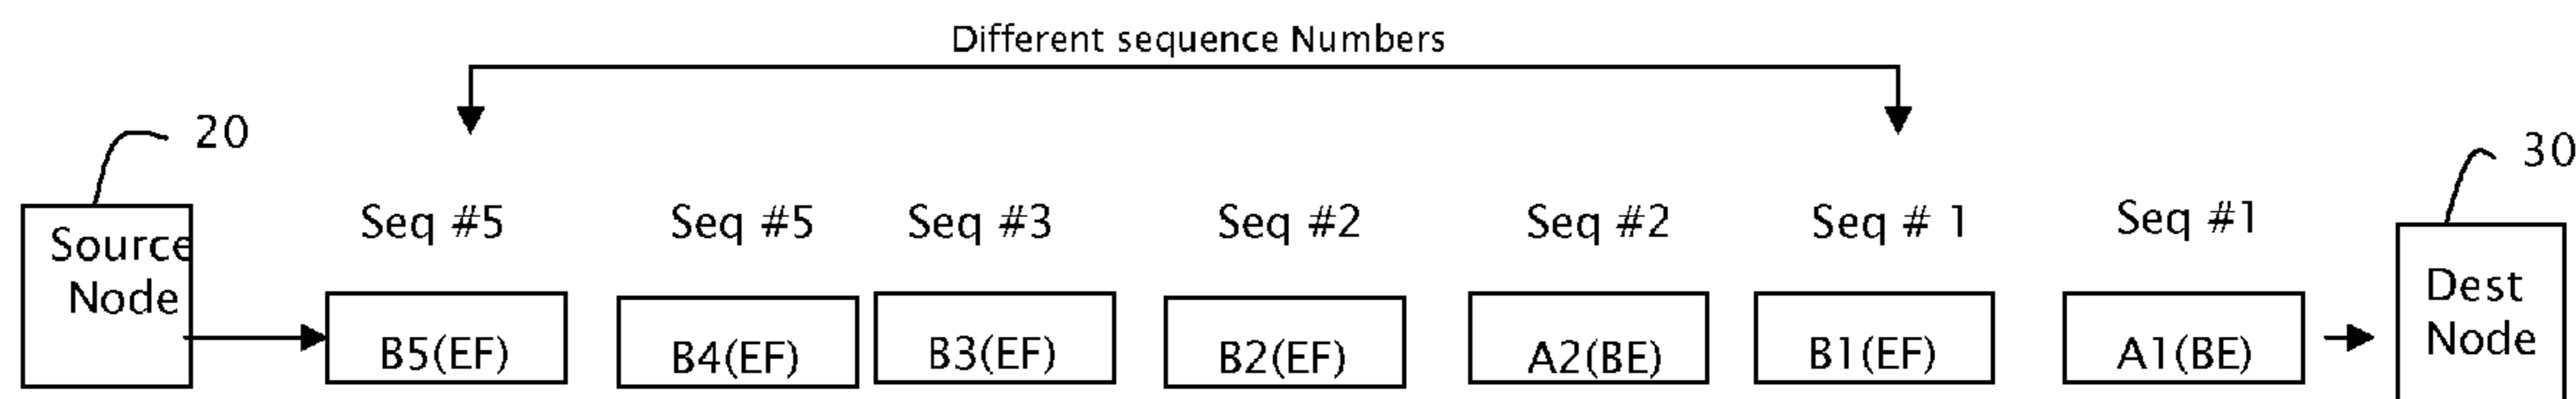 Different sequence Numbers
20
30
Seq #5 Seq #5 Seq #3 Seq #2 Seq #2 Seq # 1 Seq #1
Source
Node
B5(EF) B4(EF) B3(EF) B2(EF) A2(BE) B1(EF) A1(BE)
Dest
Node